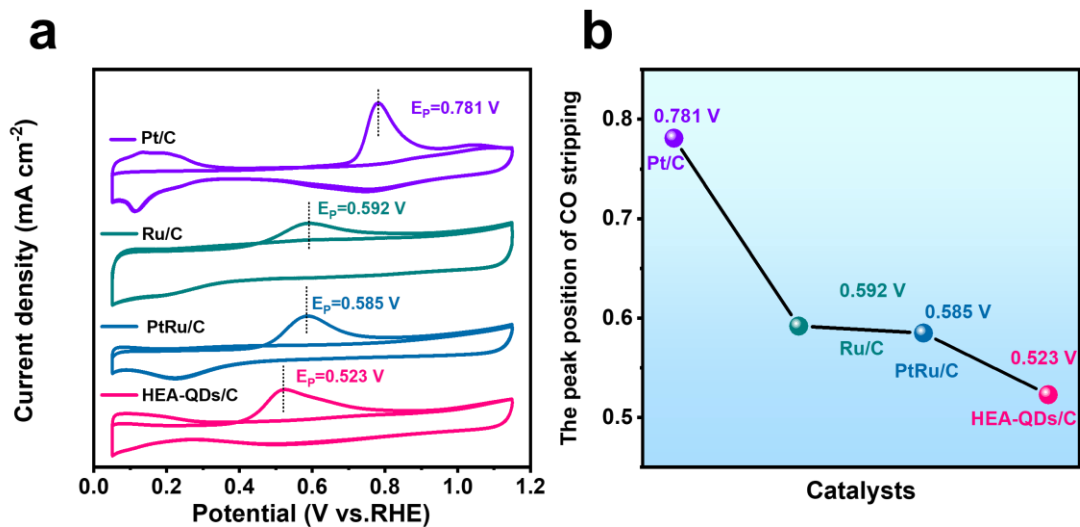 a
Current density (mA cm-2)
Pt/C
EP=0.781 V
Ru/C
EP=0.592 V
PtRu/C
EP=0.585 V
HEA-QDs/C
EP=0.523 V
0.0 0.2 0.4 0.6 0.8 1.0 1.2
Potential (V vs.RHE)
b
The peak position of CO stripping
0.8
0.7
0.6
0.5
0.781 V
Pt/C
0.592 V
Ru/C
0.585 V
PtRu/C
0.523 V
HEA-QDs/C
Catalysts